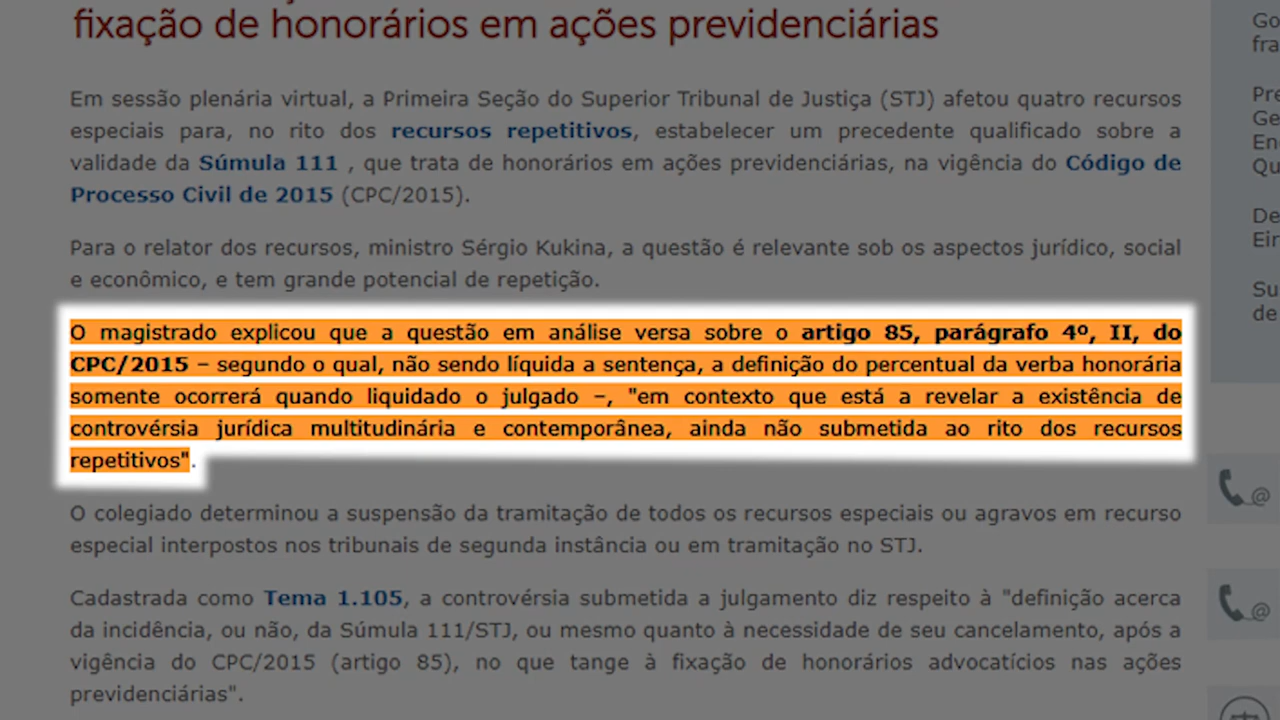 fixação de honorários em ações previdenciárias
Em sessão plenária virtual, a Primeira Seção do Superior Tribunal de Justiça (STJ) afetou quatro recursos
especiais para, no rito dos recursos repetitivos, estabelecer um precedente qualificado sobre a
validade da Súmula 111 , que trata de honorários em ações previdenciárias, na vigência do Código de
Processo Civil de 2015 (CPC/2015).
Para o relator dos recursos, ministro Sérgio Kukina, a questão é relevante sob os aspectos jurídico, social
e econômico, e tem grande potencial de repetição.
O magistrado explicou que a questão em análise versa sobre o artigo 85, parágrafo 4º, II, do
CPC/2015 – segundo o qual, não sendo líquida a sentença, a definição do percentual da verba honorária
somente ocorrerá quando liquidado o julgado –, "em contexto que está a revelar a existência de
controvérsia jurídica multitudinária e contemporânea, ainda não submetida ao rito dos recursos
repetitivos".
O colegiado determinou a suspensão da tramitação de todos os recursos especiais ou agravos em recurso
especial interpostos nos tribunais de segunda instância ou em tramitação no STJ.
Cadastrada como Tema 1.105, a controvérsia submetida a julgamento diz respeito à "definição acerca
da incidência, ou não, da Súmula 111/STJ, ou mesmo quanto à necessidade de seu cancelamento, após a
vigência do CPC/2015 (artigo 85), no que tange à fixação de honorários advocatícios nas ações
previdenciárias".
Go
fra
Pre
Ge
En
Qu
De
Eir
Su
de
@
@